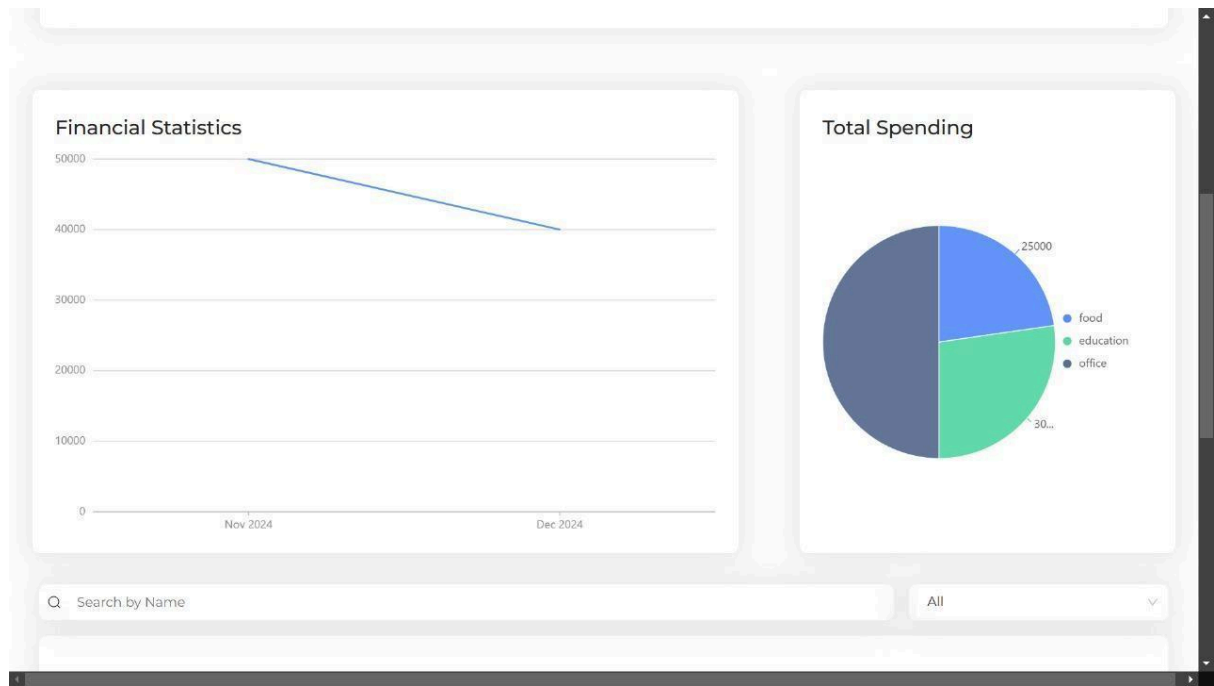 Financial Statistics
50000
40000
30000
20000
10000
0
Nov 2024 Dec 2024
Total Spending
25000
30...
food
education
office
Search by Name
All